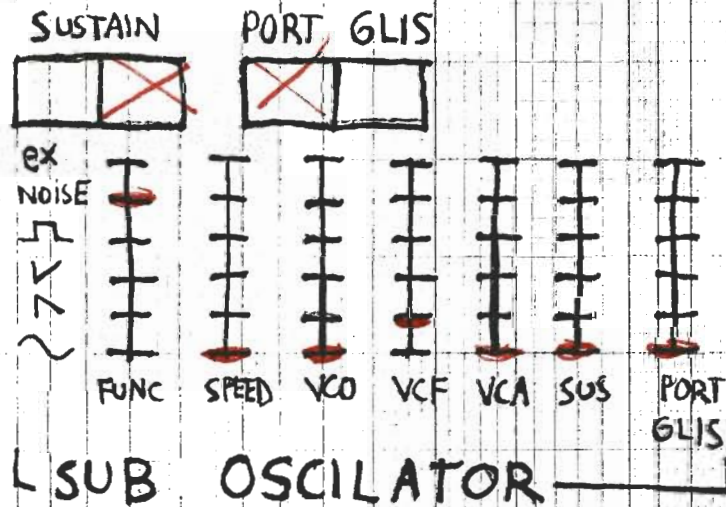 SUSTAIN PORT GLIS
ex
NOISE
FUNC SPEED VCO VCF VCA SUS PORT
GLIS
SUB OSCILATOR